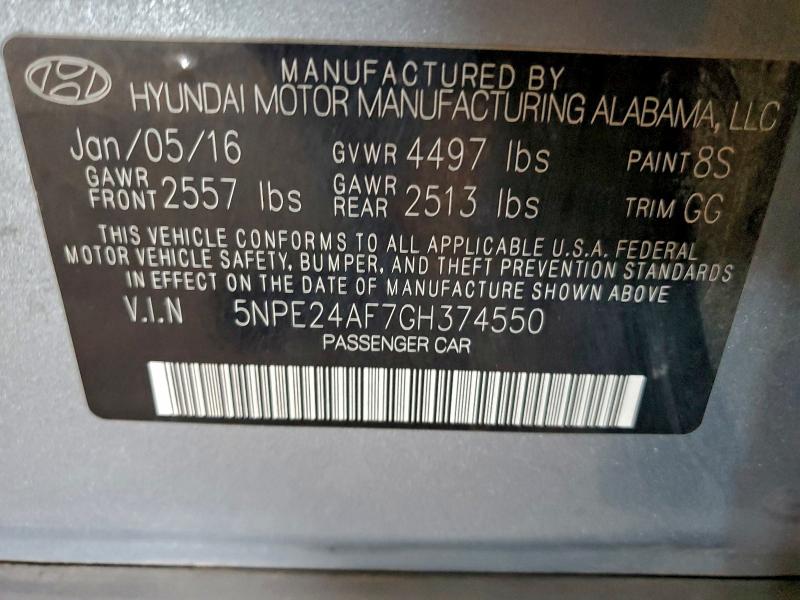 MANUFACTURED BY
HYUNDAI MOTOR MANUFACTURING ALABAMA, LLC
Jan/05/16 GVWR 4497 lbs PAINT 8S
GAWR FRONT 2557 lbs GAWR REAR 2513 lbs TRIM GG
THIS VEHICLE CONFORMS TO ALL APPLICABLE U.S.A. FEDERAL
MOTOR VEHICLE SAFETY, BUMPER, AND THEFT PREVENTION STANDARDS
IN EFFECT ON THE DATE OF MANUFACTURE SHOWN ABOVE
V.I.N 5NPE24AF7GH374550
PASSENGER CAR